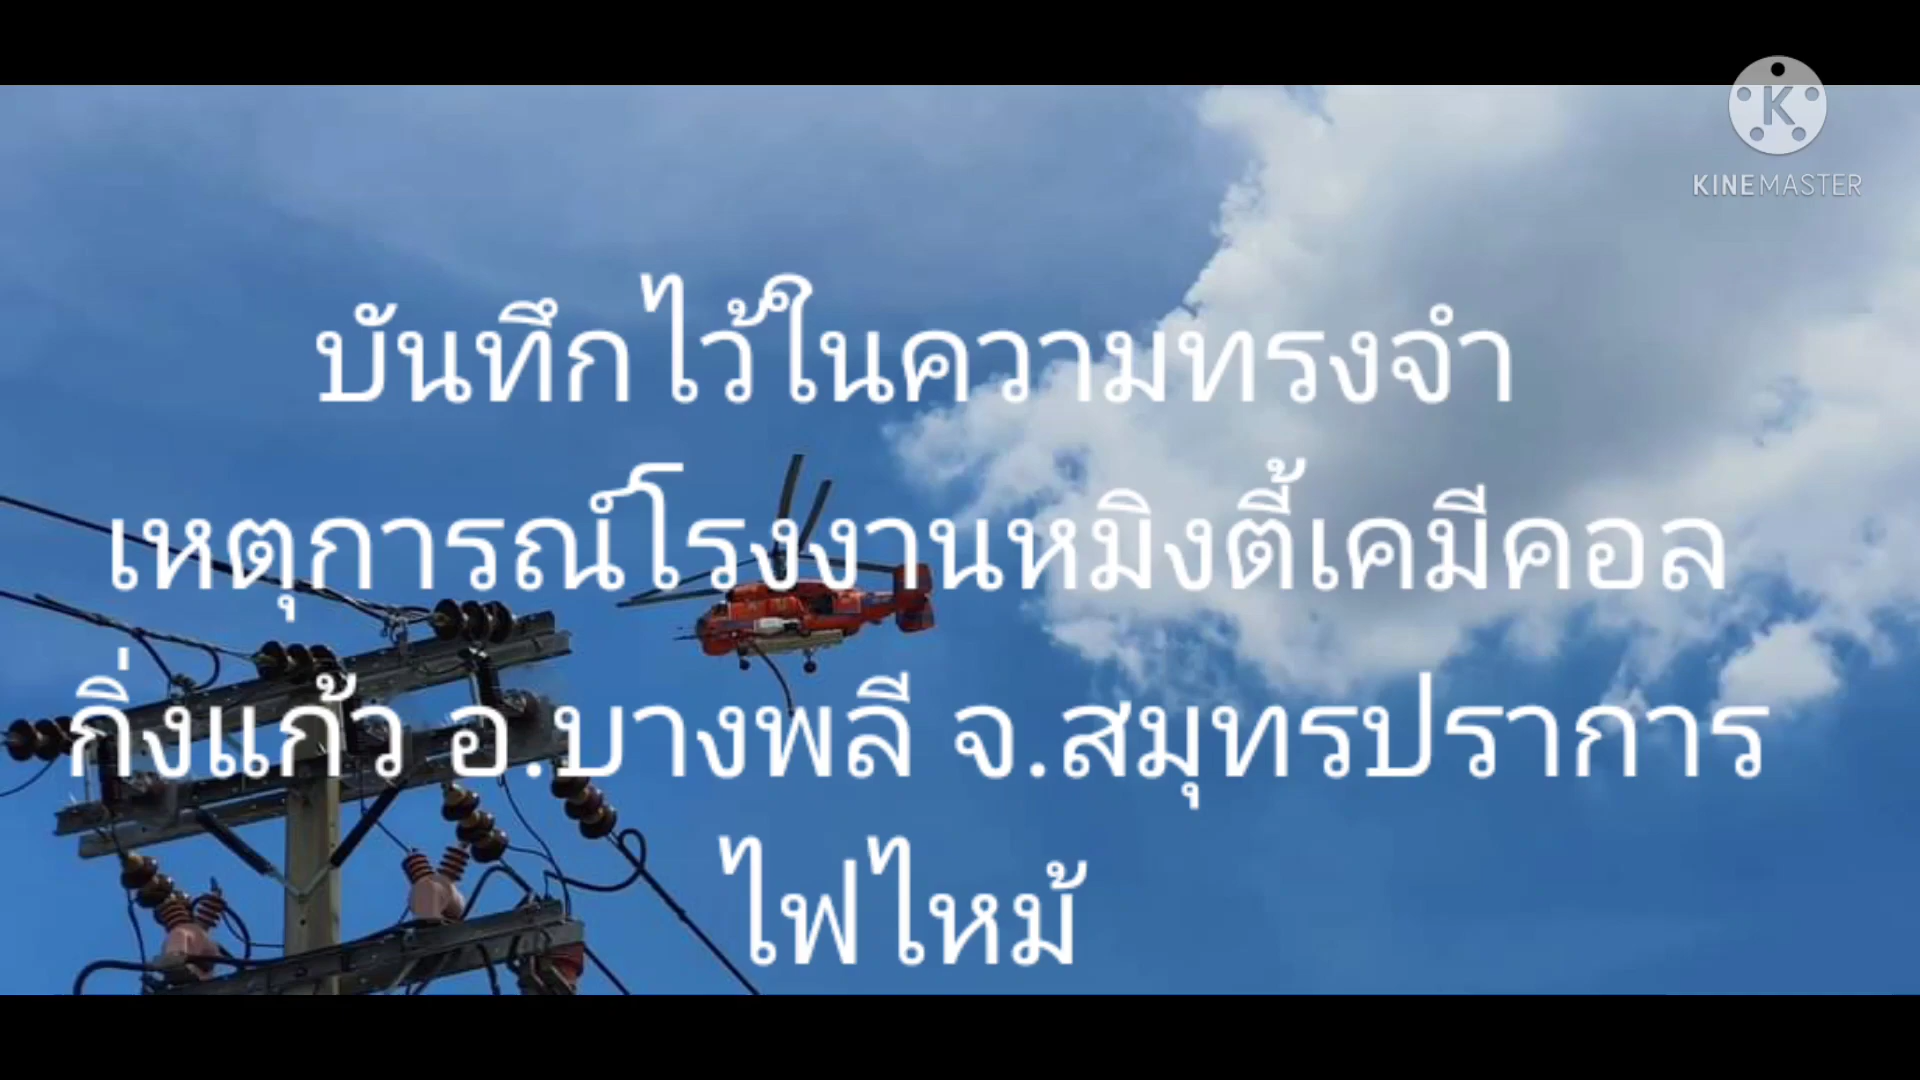 K
KINEMASTER
บันทึกไว้ในความทรงจำ
เหตุการณ์โรงงานหมิงตี้เคมีคอล
กิ่งแก้ว อ.บางพลี จ.สมุทรปราการ
ไฟไหม้